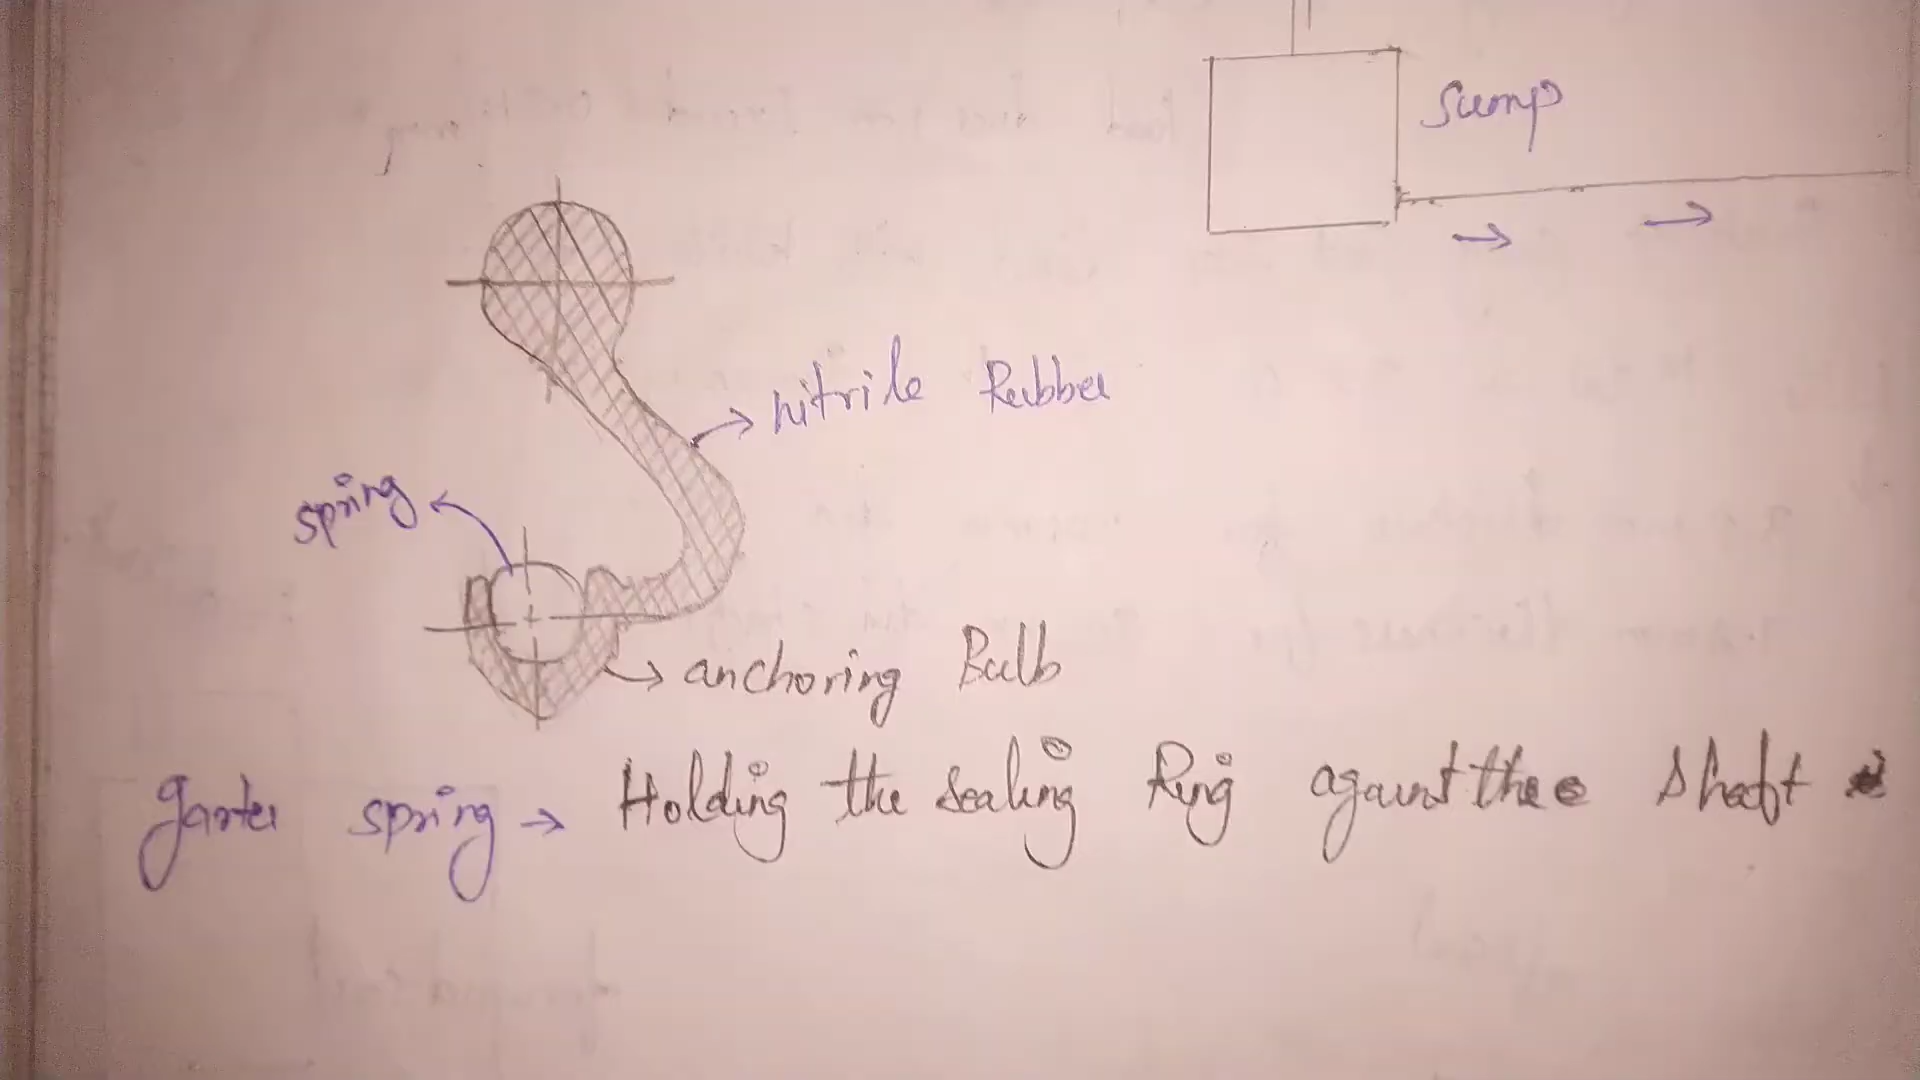 Sump
nitrile Rubber
spring
anchoring Bulb
garter spring → Holding the sealing Ring against the shaft